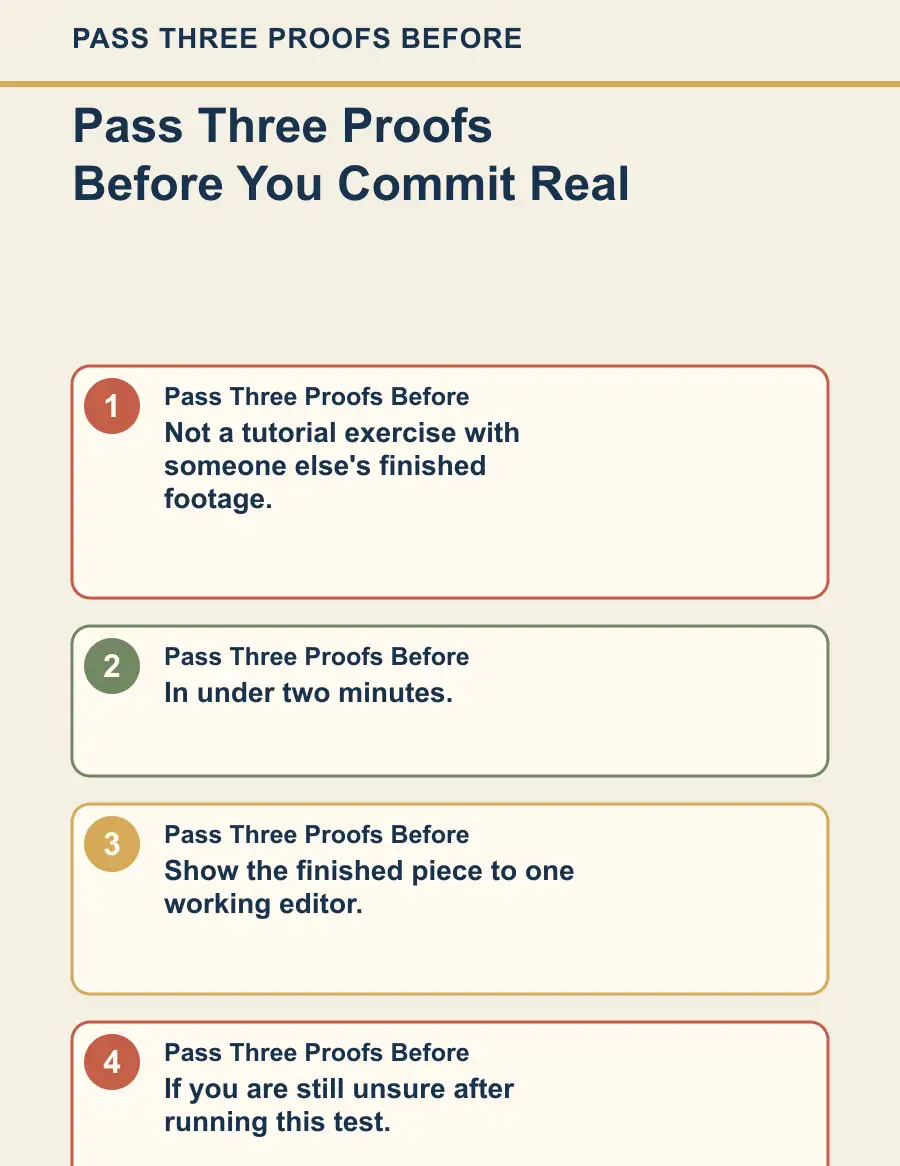 PASS THREE PROOFS BEFORE
Pass Three Proofs
Before You Commit Real
1
Pass Three Proofs Before
Not a tutorial exercise with
someone else's finished
footage.
2
Pass Three Proofs Before
In under two minutes.
3
Pass Three Proofs Before
Show the finished piece to one
working editor.
4
Pass Three Proofs Before
If you are still unsure after
running this test.